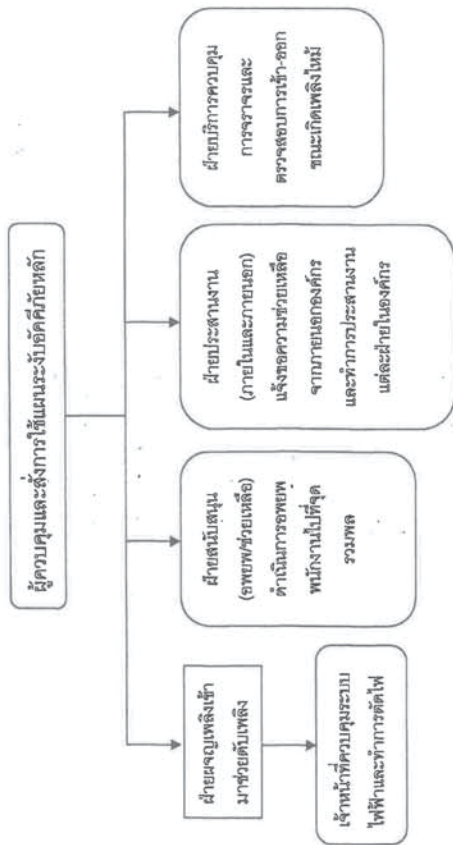 ผู้ควบคุมและสั่งการใช้แผนระงับอัคคีภัยหลัก
ฝ่ายผจญเพลิงเข้า
มาช่วยดับเพลิง
เจ้าหน้าที่ควบคุมระบบ
ไฟฟ้าและทำการตัดไฟ
ฝ่ายสนับสนุน
(อพยพ/ช่วยเหลือ)
ดำเนินการอพยพ
พนักงานไปที่จุด
รวมพล
ฝ่ายประสานงาน
(ภายในและภายนอก)
แจ้งขอความช่วยเหลือ
จากภายนอกองค์กร
และทำการประสานงาน
แต่ละฝ่ายในองค์กร
ฝ่ายบริการควบคุม
การจราจรและ
ตรวจสอบการเข้า-ออก
ขณะเกิดเพลิงไหม้